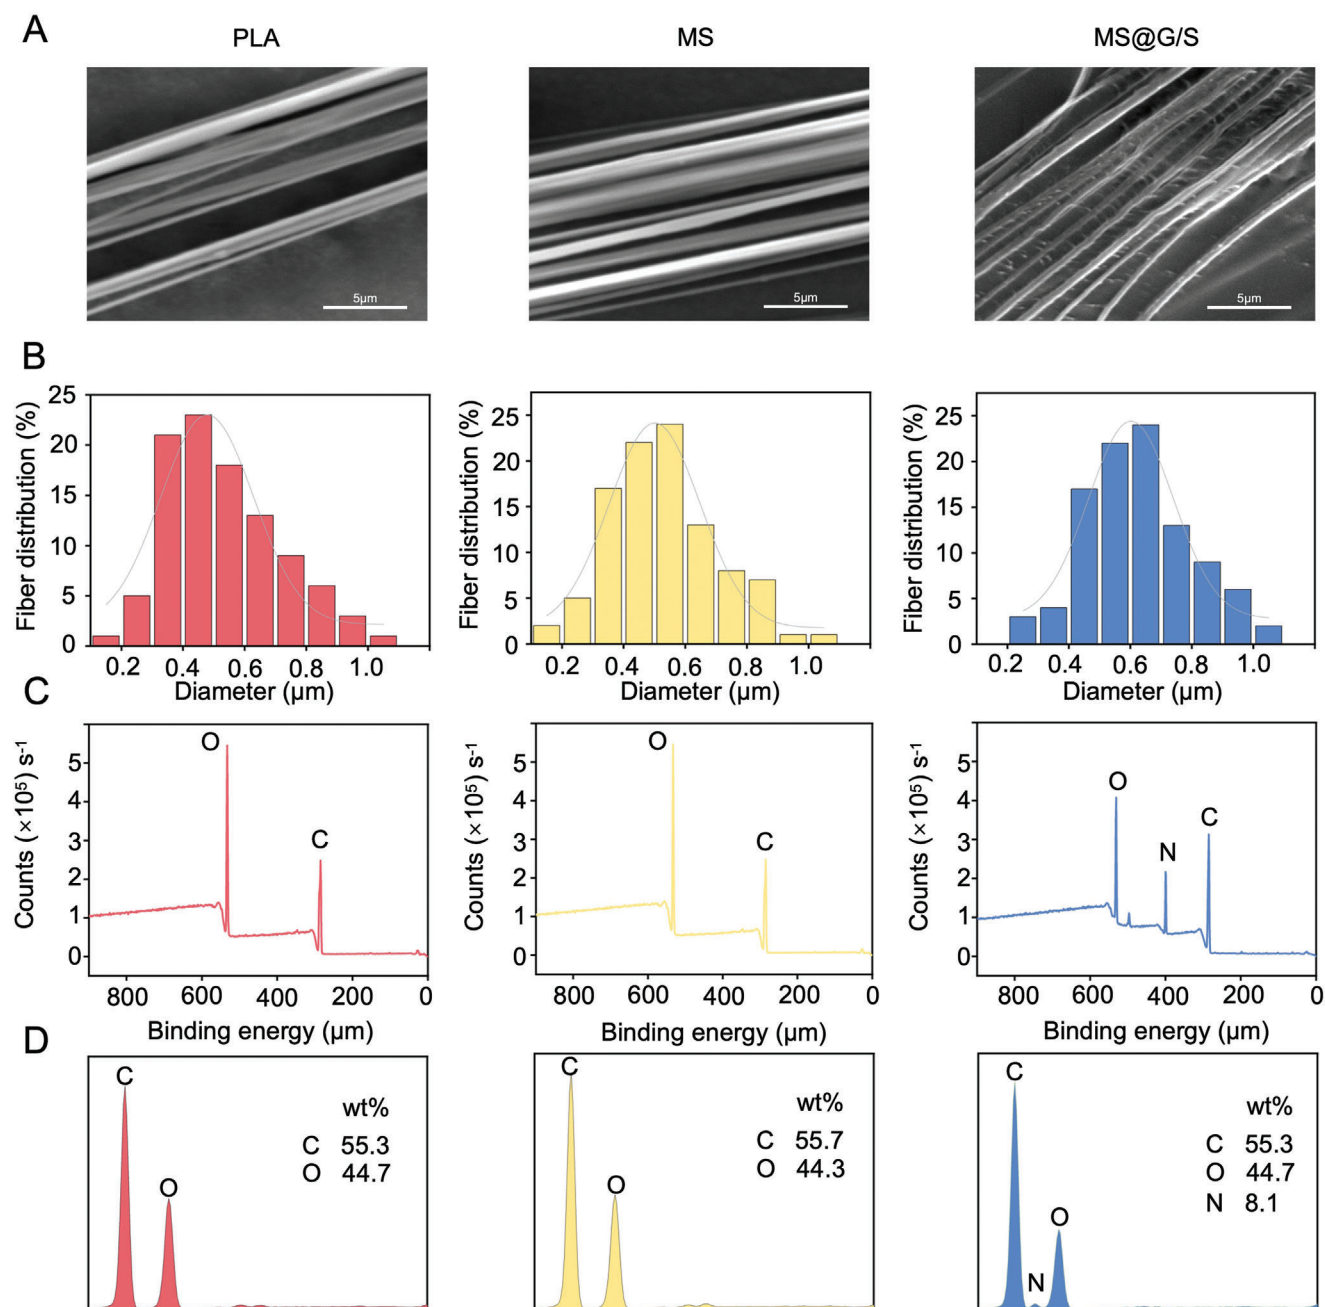 A
PLA
MS
MS@G/S
5μm
5μm
5μm
B
Fiber distribution (%)
25
20
15
10
5
0
0.2 0.4 0.6 0.8 1.0
Diameter (μm)
Fiber distribution (%)
25
20
15
10
5
0
0.2 0.4 0.6 0.8 1.0
Diameter (μm)
Fiber distribution (%)
25
20
15
10
5
0
0.2 0.4 0.6 0.8 1.0
Diameter (μm)
C
Counts (×10⁵) s⁻¹
5
4
3
2
1
0
O
C
800 600 400 200 0
Binding energy (μm)
Counts (×10⁵) s⁻¹
5
4
3
2
1
0
O
C
800 600 400 200 0
Binding energy (μm)
Counts (×10⁵) s⁻¹
5
4
3
2
1
0
O
N
C
800 600 400 200 0
Binding energy (μm)
D
C
O
wt%
C 55.3
O 44.7
C
O
wt%
C 55.7
O 44.3
C
N
O
wt%
C 55.3
O 44.7
N 8.1